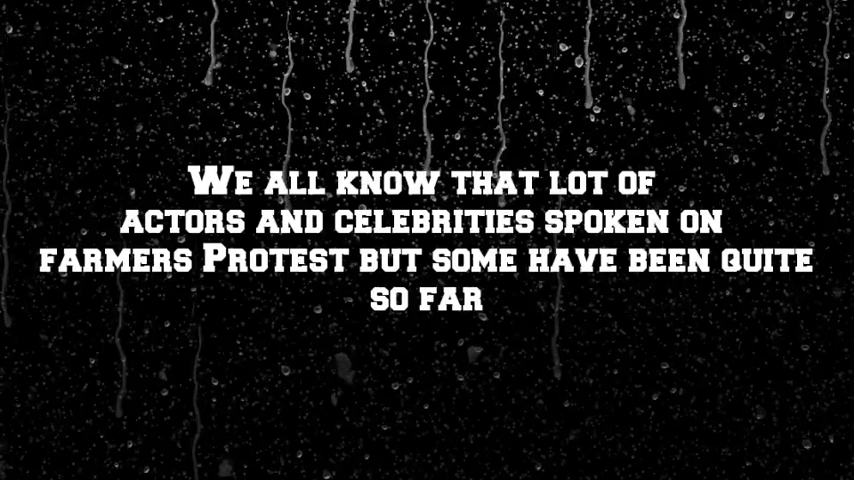 We all know that lot of
actors and celebrities spoken on
farmers Protest but some have been quite
so far